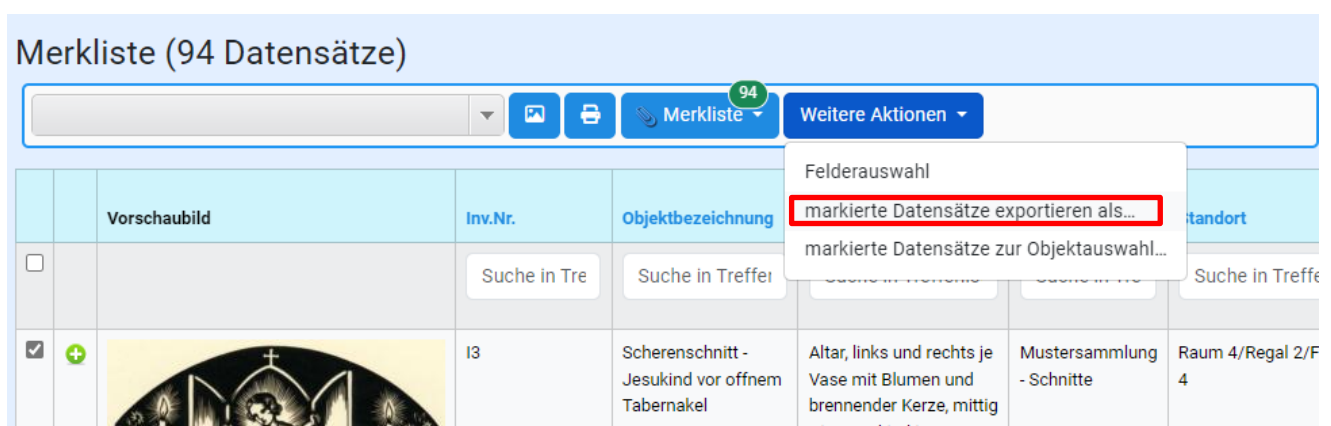 Merkliste (94 Datensätze)
94
Merkliste
Weitere Aktionen
Felderauswahl
markierte Datensätze exportieren als...
markierte Datensätze zur Objektauswahl...
Vorschaubild
Inv.Nr.
Objektbezeichnung
Standort
Suche in Tre
Suche in Treffer
Suche in Treffe
I3
Scherenschnitt -
Jesukind vor offnem
Tabernakel
Altar, links und rechts je
Vase mit Blumen und
brennender Kerze, mittig
Mustersammlung
- Schnitte
Raum 4/Regal 2/F
4